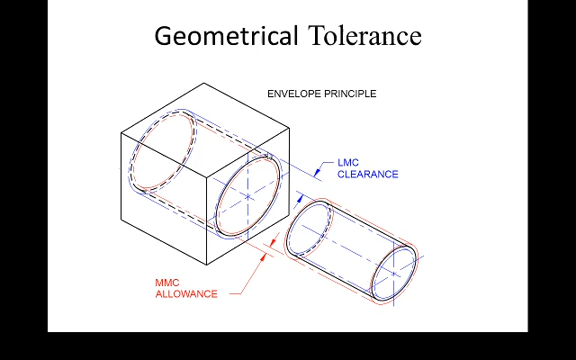 Geometrical Tolerance
ENVELOPE PRINCIPLE
LMC
CLEARANCE
MMC
ALLOWANCE